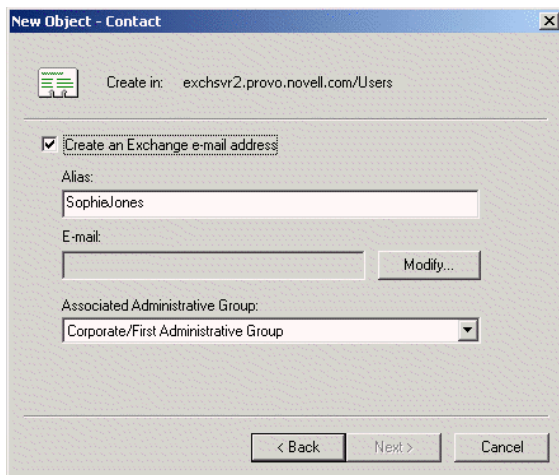 New Object - Contact
Create in: exchsvr2.provo.novell.com/Users
Create an Exchange e-mail address
Alias:
SophieJones
E-mail:
Modify...
Associated Administrative Group:
Corporate/First Administrative Group
< Back
Next >
Cancel